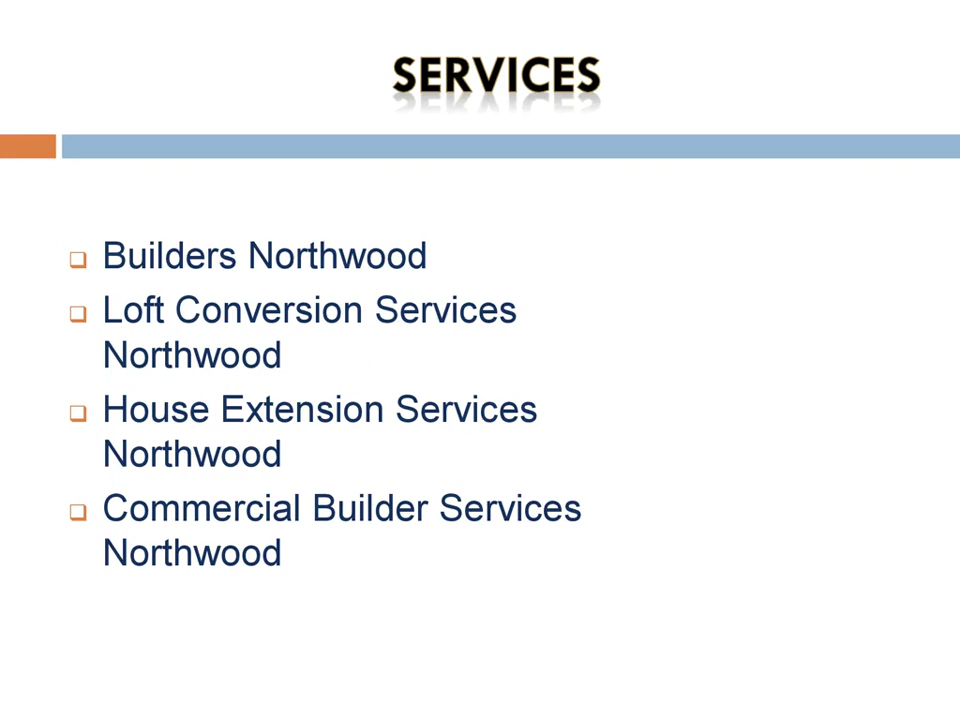 SERVICES
Builders Northwood
Loft Conversion Services
Northwood
House Extension Services
Northwood
Commercial Builder Services
Northwood